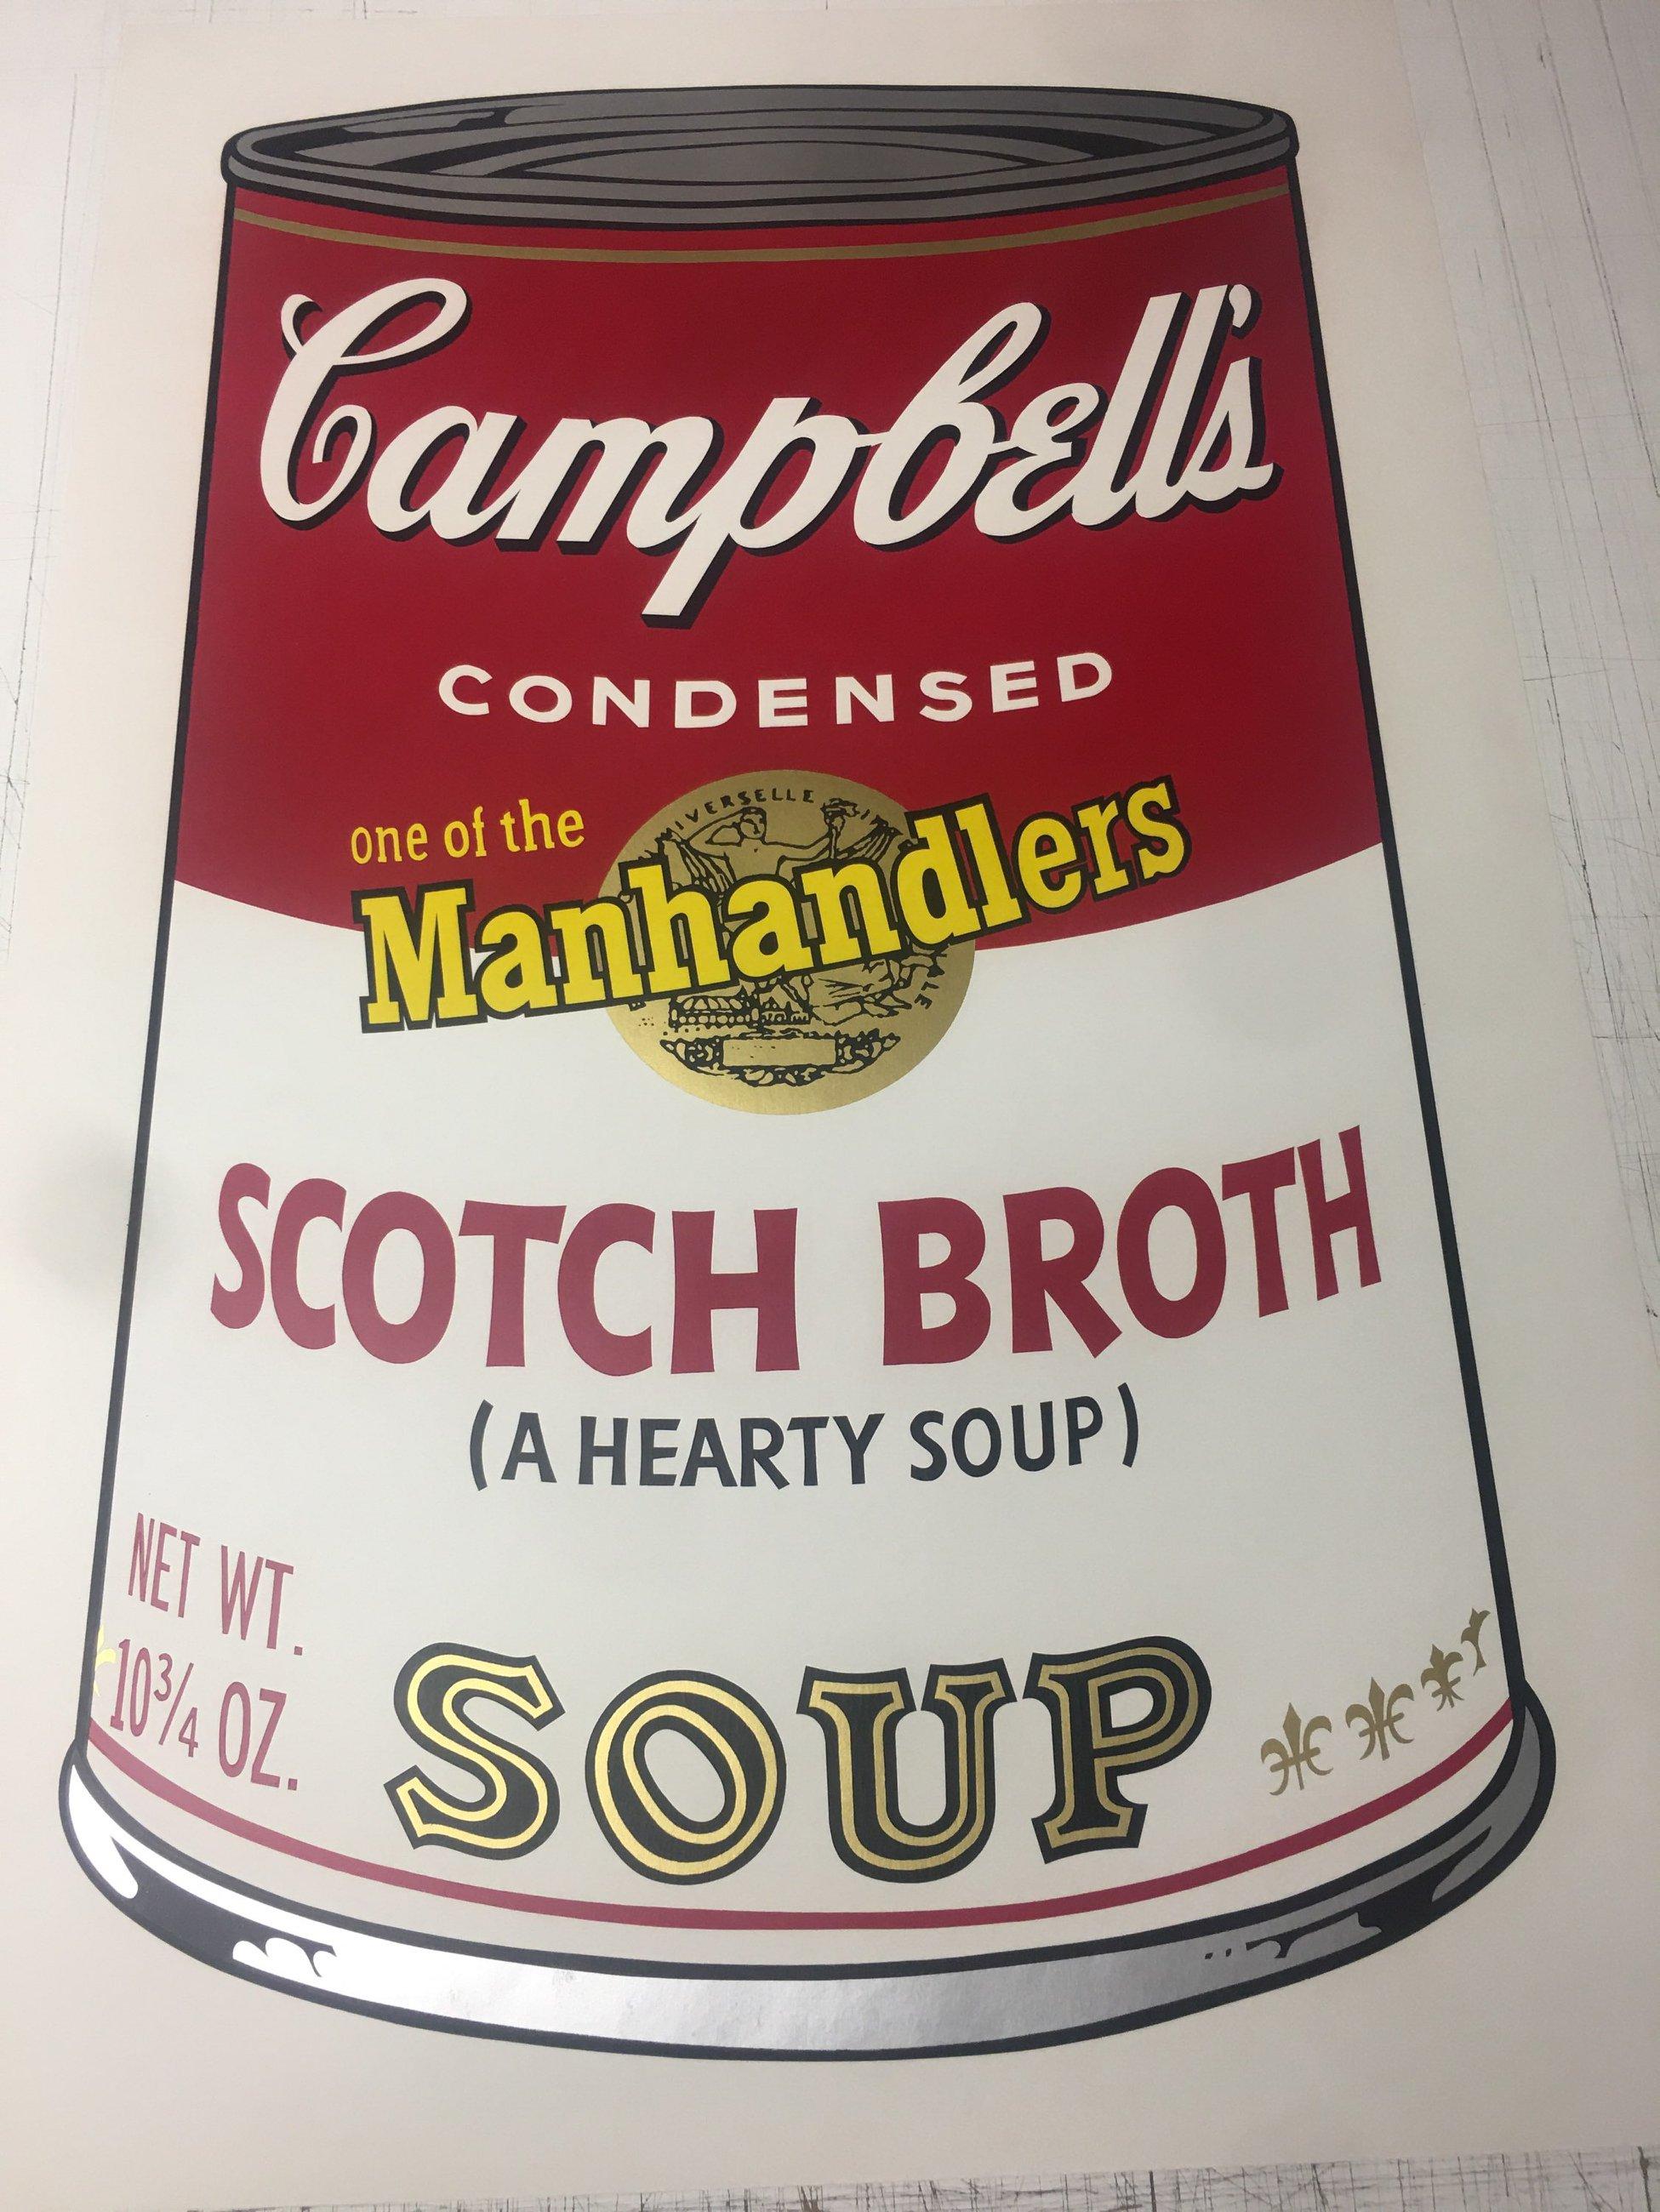 Campbell's
CONDENSED
one of the
Manhandlers
SCOTCH BROTH
(A HEARTY SOUP)
NET WT.
10¾ OZ.
SOUP